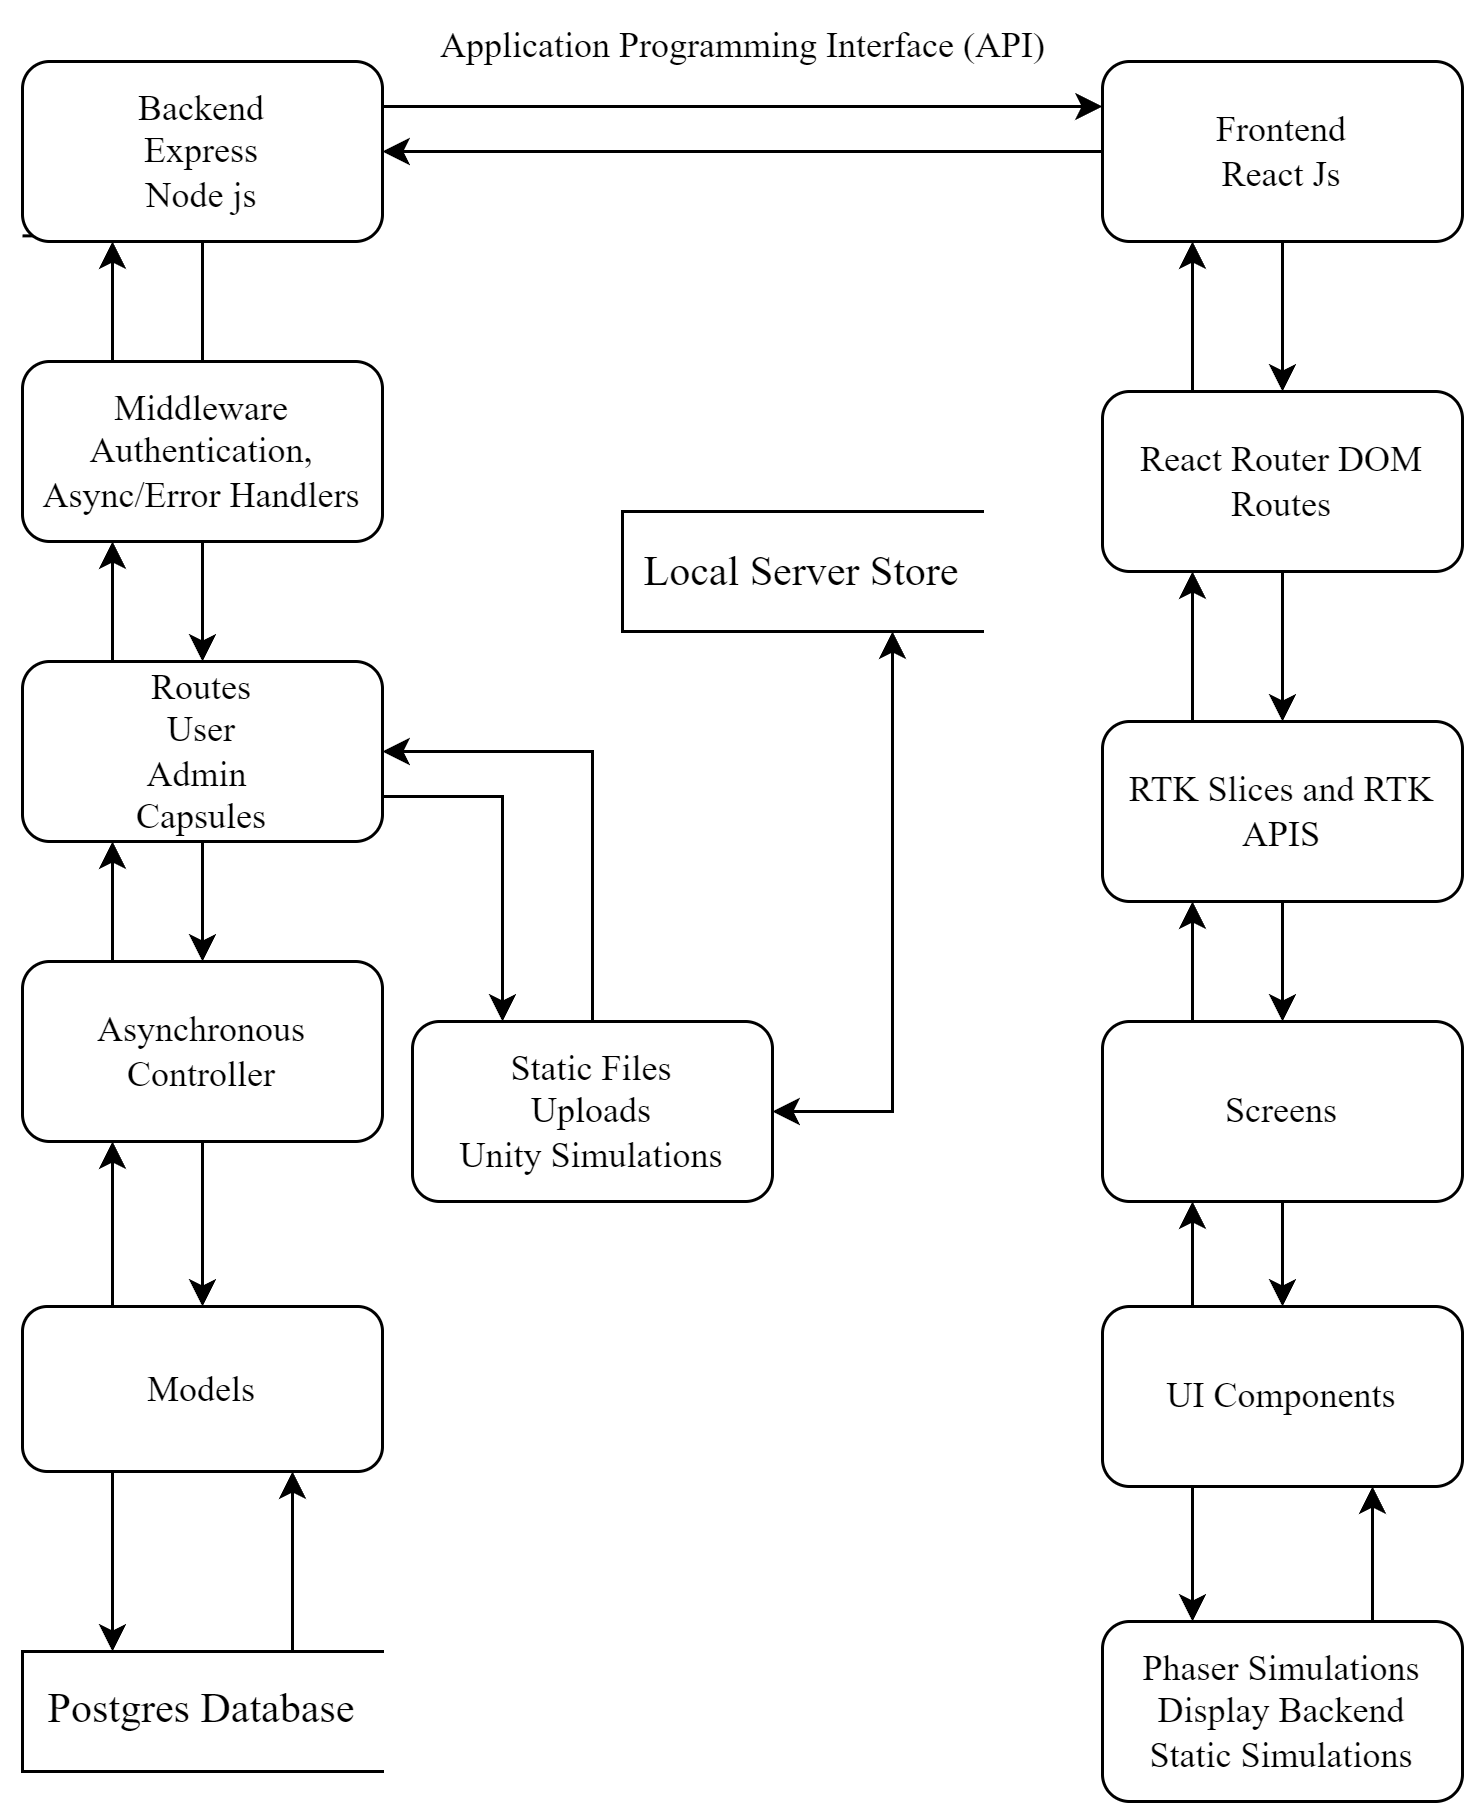 Application Programming Interface (API)
Backend
Express
Node js
Frontend
React Js
Middleware
Authentication,
Async/Error Handlers
React Router DOM
Routes
Local Server Store
Routes
User
Admin
Capsules
RTK Slices and RTK
APIS
Asynchronous
Controller
Static Files
Uploads
Unity Simulations
Screens
Models
UI Components
Postgres Database
Phaser Simulations
Display Backend
Static Simulations